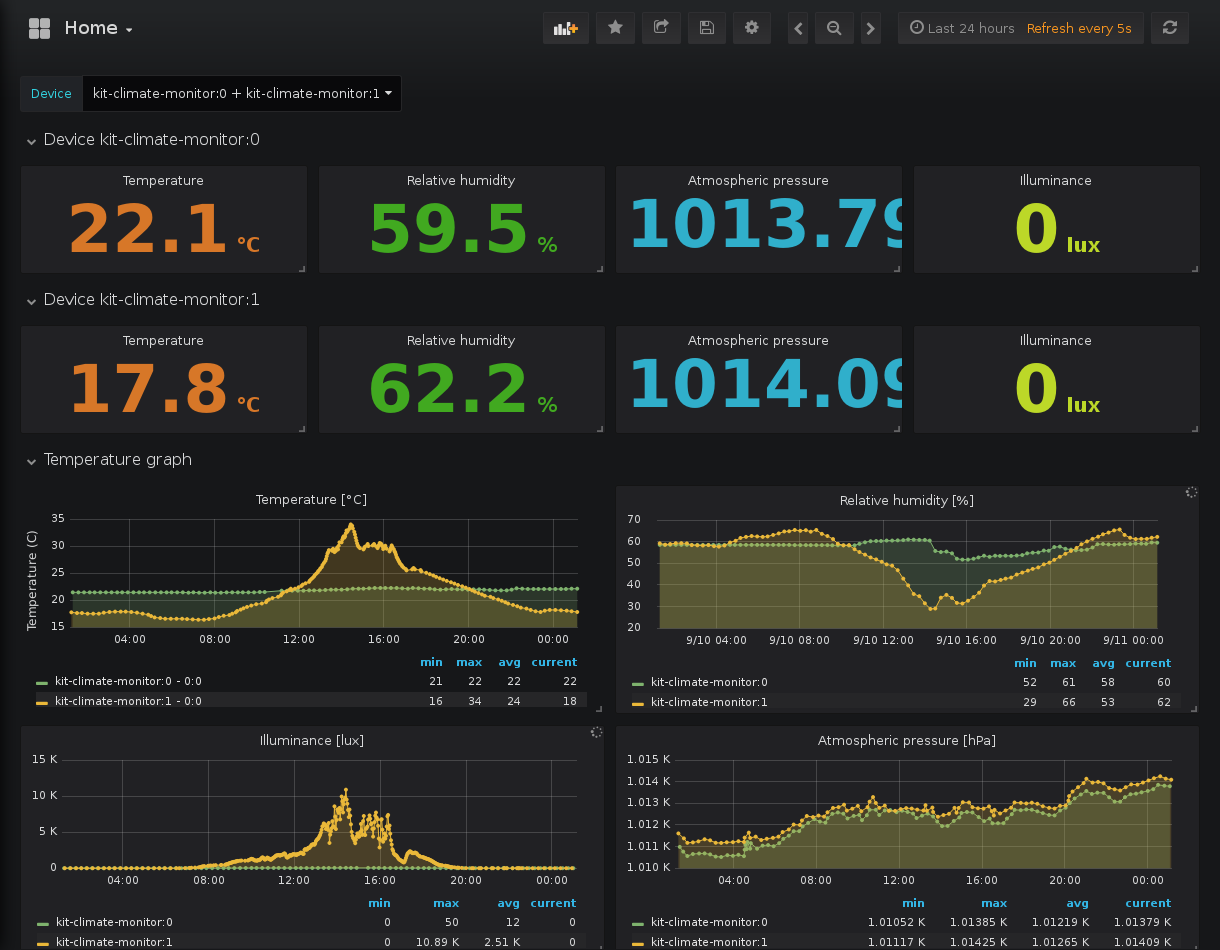 Home
Last 24 hours Refresh every 5s
Device kit-climate-monitor:0 + kit-climate-monitor:1
Device kit-climate-monitor:0
Temperature Relative humidity Atmospheric pressure Illuminance
22.1 °C 59.5 % 1013.79 0 lux
Device kit-climate-monitor:1
Temperature Relative humidity Atmospheric pressure Illuminance
17.8 °C 62.2 % 1014.09 0 lux
Temperature graph
Temperature [°C]
Temperature (C)
35
30
25
20
15
04:00 08:00 12:00 16:00 20:00 00:00
min max avg current
kit-climate-monitor:0 - 0:0 21 22 22 22
kit-climate-monitor:1 - 0:0 16 34 24 18
Relative humidity [%]
70
60
50
40
30
20
9/10 04:00 9/10 08:00 9/10 12:00 9/10 16:00 9/10 20:00 9/11 00:00
min max avg current
kit-climate-monitor:0 52 61 58 60
kit-climate-monitor:1 29 66 53 62
Illuminance [lux]
15 K
10 K
5 K
0
04:00 08:00 12:00 16:00 20:00 00:00
min max avg current
kit-climate-monitor:0 0 50 12 0
kit-climate-monitor:1 0 10.89 K 2.51 K 0
Atmospheric pressure [hPa]
1.015 K
1.014 K
1.013 K
1.012 K
1.011 K
1.010 K
04:00 08:00 12:00 16:00 20:00 00:00
min max avg current
kit-climate-monitor:0 1.01052 K 1.01385 K 1.01219 K 1.01379 K
kit-climate-monitor:1 1.01117 K 1.01425 K 1.01265 K 1.01409 K